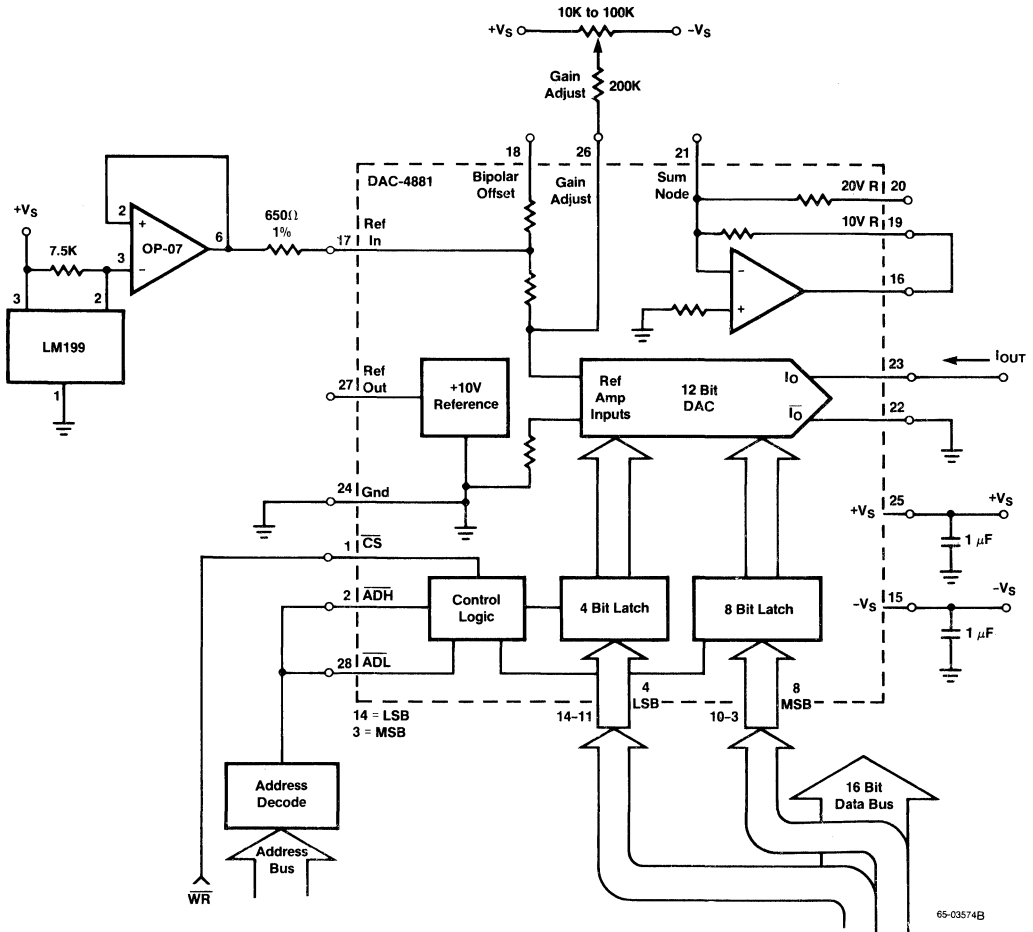 10K to 100K
+VS
−VS
Gain
Adjust
200K
18
26
21
DAC-4881
Bipolar
Offset
Gain
Adjust
Sum
Node
20V R
20
10V R
19
16
+VS
2
+
OP-07
6
3
−
7.5K
3
2
LM199
1
650Ω
1%
17
Ref
In
−
+
27
Ref
Out
+10V
Reference
Ref
Amp
Inputs
12 Bit
DAC
IO
I̅O̅
23
IOUT
22
24
Gnd
+VS
25
+VS
1 μF
−VS
15
−VS
1 μF
1
C̅S̅
2
A̅D̅H̅
28
A̅D̅L̅
Control
Logic
4 Bit Latch
8 Bit Latch
14 = LSB
3 = MSB
14-11
4
LSB
10-3
8
MSB
Address
Decode
Address
Bus
W̅R̅
16 Bit
Data Bus
65-03574B